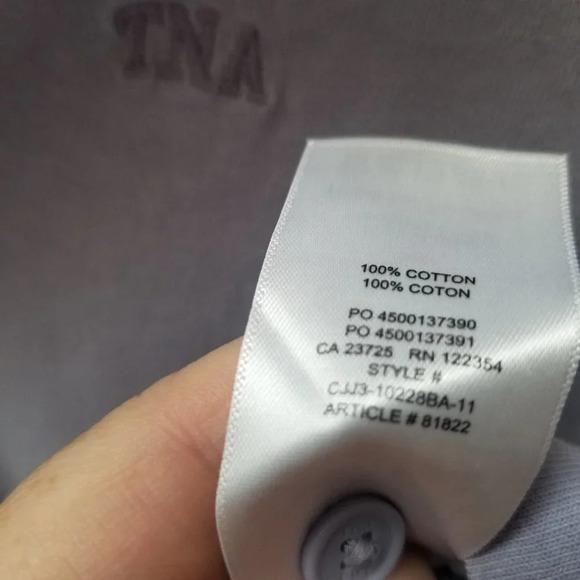 TNA
100% COTTON
100% COTON
PO 4500137390
PO 4500137391
CA 23725 RN 122354
STYLE #
CJJ3-10228BA-11
ARTICLE # 81822